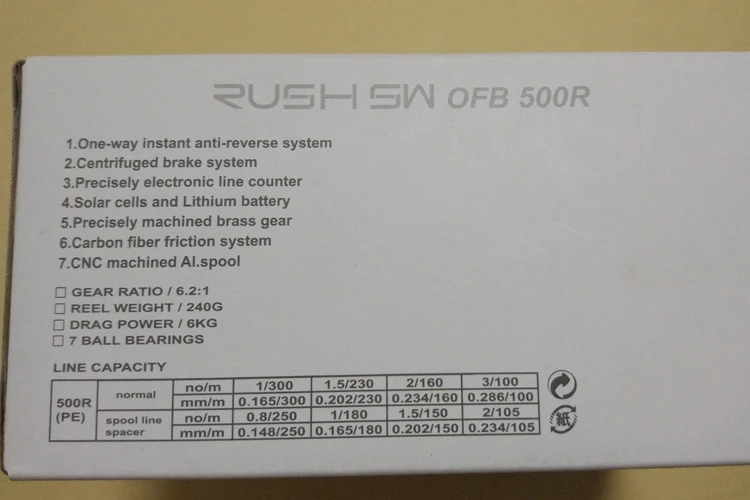 RUSH SW OFB 500R
1.One-way instant anti-reverse system
2.Centrifuged brake system
3.Precisely electronic line counter
4.Solar cells and Lithium battery
5.Precisely machined brass gear
6.Carbon fiber friction system
7.CNC machined Al.spool
□ GEAR RATIO / 6.2:1
□ REEL WEIGHT / 240G
□ DRAG POWER / 6KG
□ 7 BALL BEARINGS
LINE CAPACITY
500R (PE) normal no/m 1/300 1.5/230 2/160 3/100
mm/m 0.165/300 0.202/230 0.234/160 0.286/100
spool line spacer no/m 0.8/250 1/180 1.5/150 2/105
mm/m 0.148/250 0.165/180 0.202/150 0.234/105
紙